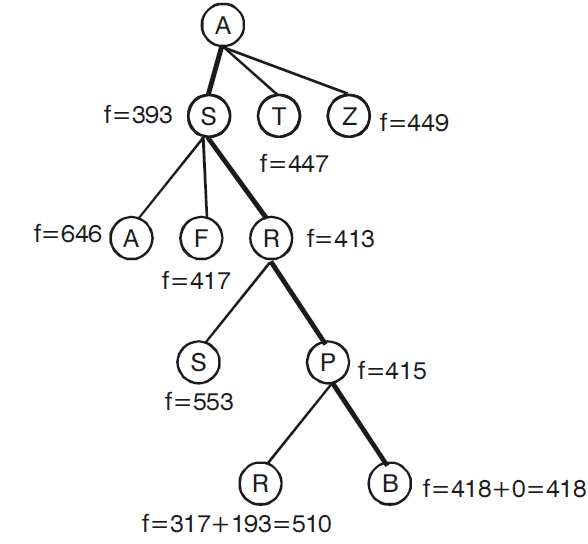 A
f=393 S T Z f=449
f=447
f=646 A F R f=413
f=417
S P f=415
f=553
R B f=418+0=418
f=317+193=510